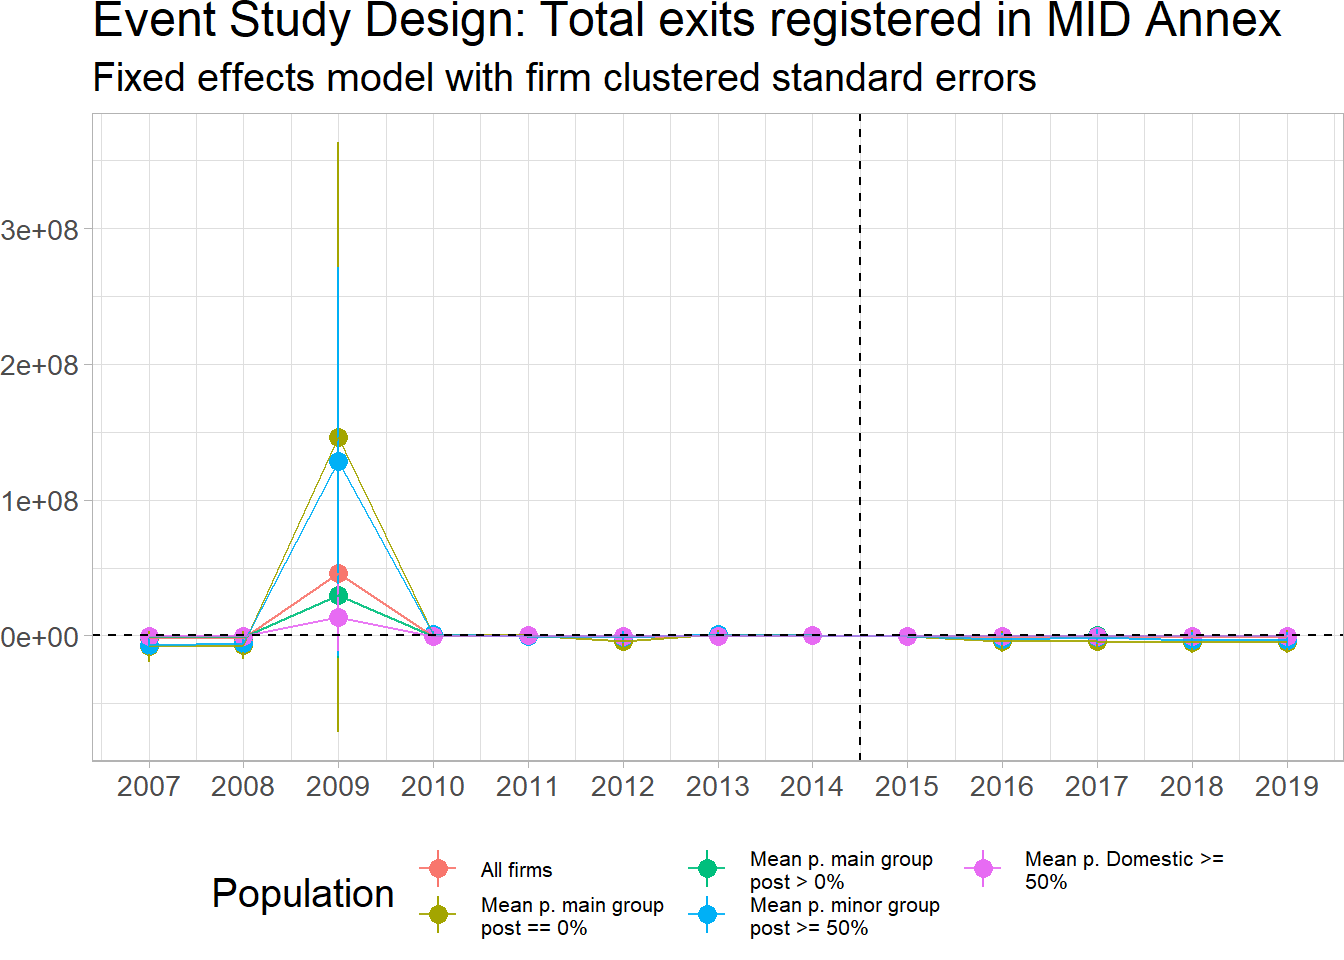 Event Study Design: Total exits registered in MID Annex
Fixed effects model with firm clustered standard errors
3e+08
2e+08
1e+08
0e+00
2007 2008 2009 2010 2011 2012 2013 2014 2015 2016 2017 2018 2019
Population
All firms
Mean p. main group
post == 0%
Mean p. main group
post > 0%
Mean p. minor group
post >= 50%
Mean p. Domestic >=
50%